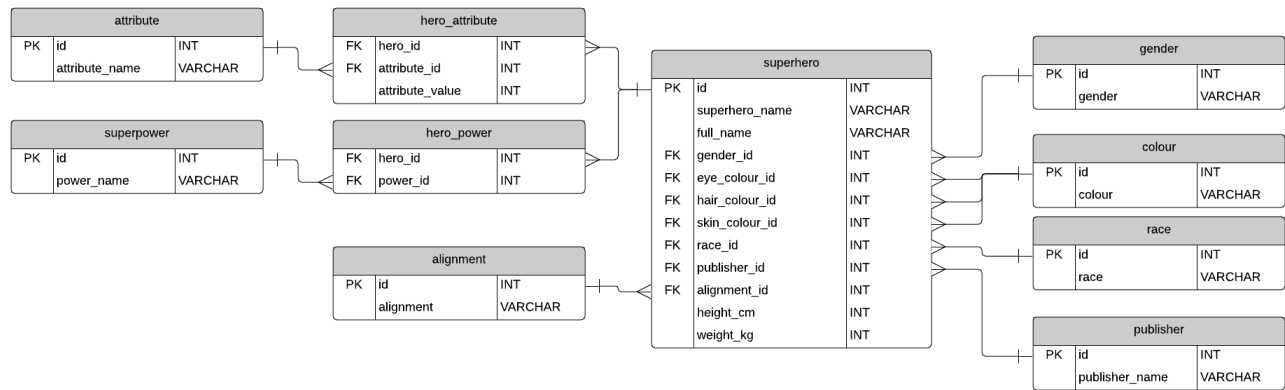 attribute
PK id INT
attribute_name VARCHAR
hero_attribute
FK hero_id INT
FK attribute_id INT
attribute_value INT
superpower
PK id INT
power_name VARCHAR
hero_power
FK hero_id INT
FK power_id INT
alignment
PK id INT
alignment VARCHAR
superhero
PK id INT
superhero_name VARCHAR
full_name VARCHAR
FK gender_id INT
FK eye_colour_id INT
FK hair_colour_id INT
FK skin_colour_id INT
FK race_id INT
FK publisher_id INT
FK alignment_id INT
height_cm INT
weight_kg INT
gender
PK id INT
gender VARCHAR
colour
PK id INT
colour VARCHAR
race
PK id INT
race VARCHAR
publisher
PK id INT
publisher_name VARCHAR